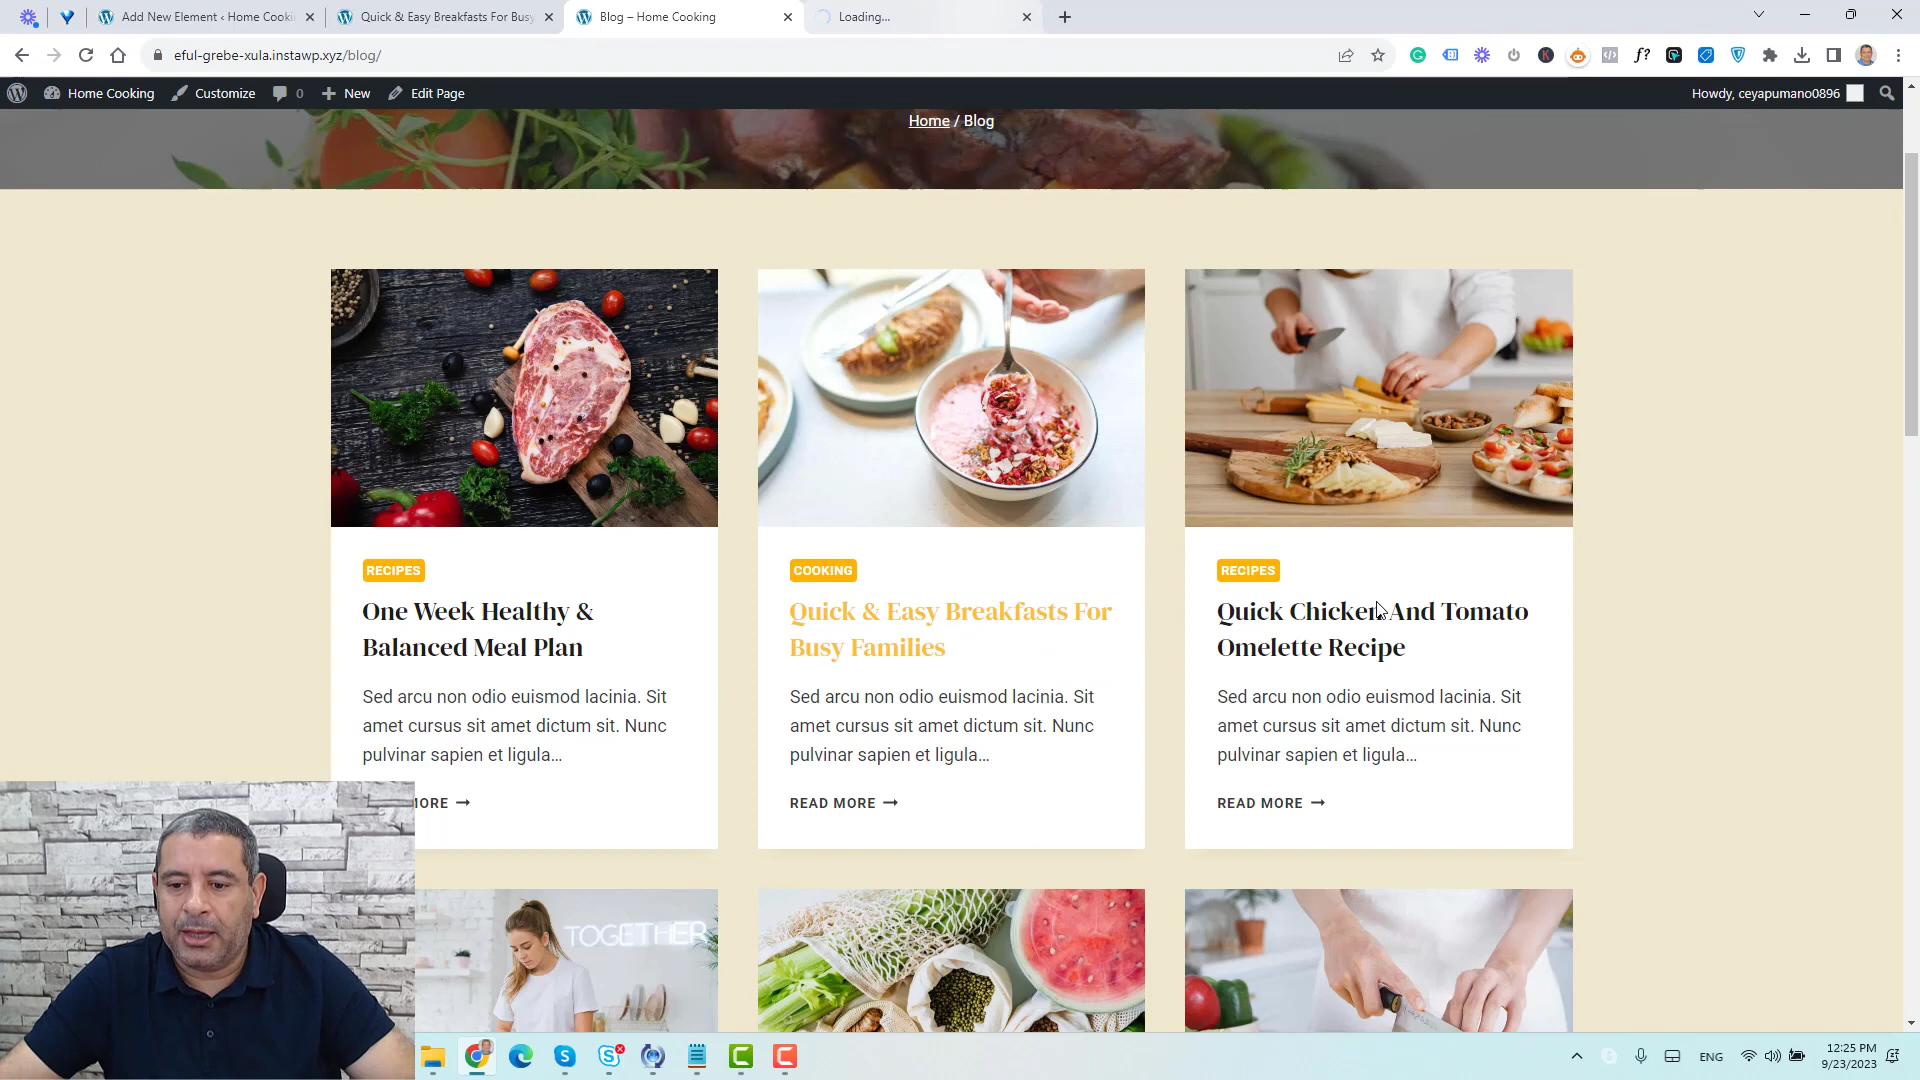 Add New Element ‹ Home Cooki
Quick & Easy Breakfasts For Busy
Blog – Home Cooking
Loading...
eful-grebe-xula.instawp.xyz/blog/
Home Cooking
Customize
0
New
Edit Page
Howdy, ceyapumano0896
Home / Blog
RECIPES
One Week Healthy &
Balanced Meal Plan
Sed arcu non odio euismod lacinia. Sit
amet cursus sit amet dictum sit. Nunc
pulvinar sapien et ligula...
MORE
COOKING
Quick & Easy Breakfasts For
Busy Families
Sed arcu non odio euismod lacinia. Sit
amet cursus sit amet dictum sit. Nunc
pulvinar sapien et ligula...
READ MORE
RECIPES
Quick Chicken And Tomato
Omelette Recipe
Sed arcu non odio euismod lacinia. Sit
amet cursus sit amet dictum sit. Nunc
pulvinar sapien et ligula...
READ MORE
TOGETHER
ENG
12:25 PM
9/23/2023